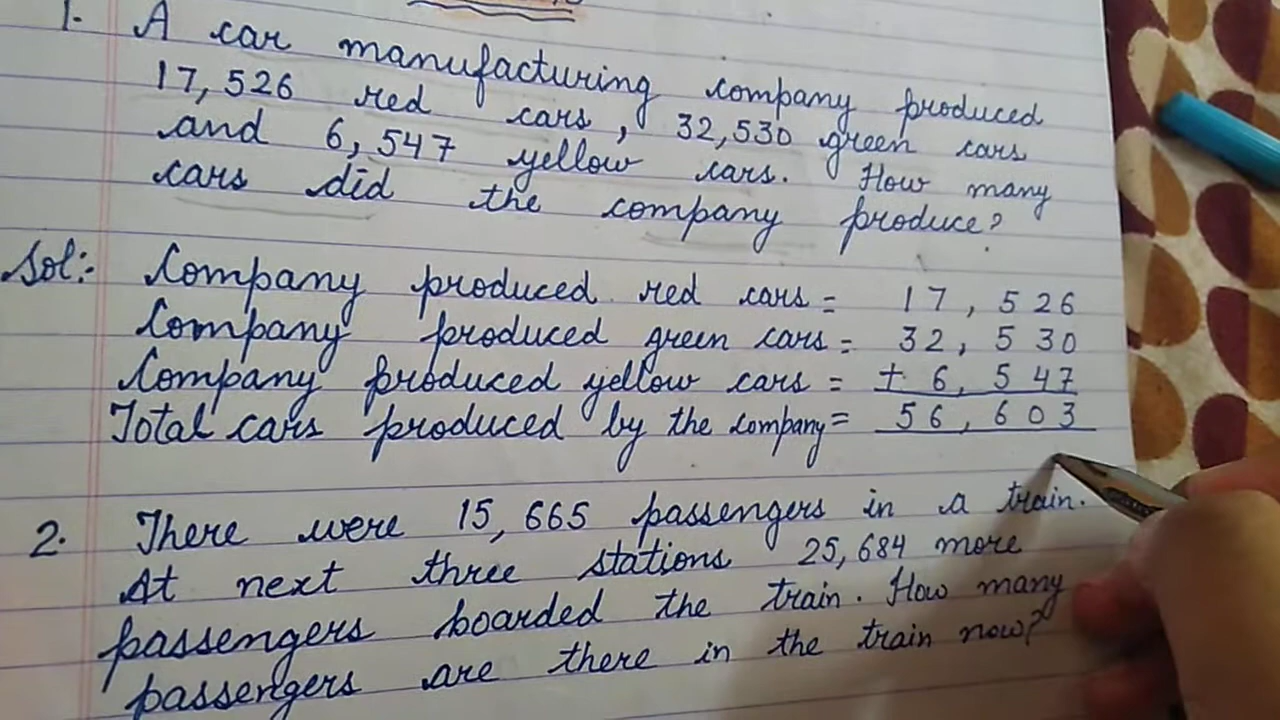 1. A car manufacturing company produced
17,526 red cars, 32,530 green cars
and 6,547 yellow cars. How many
cars did the company produce?
Sol:- Company produced red cars = 17,526
Company produced green cars = 32,530
Company produced yellow cars = + 6,547
Total cars produced by the company = 56,603
2. There were 15,665 passengers in a train.
At next three stations 25,684 more
passengers boarded the train. How many
passengers are there in the train now?